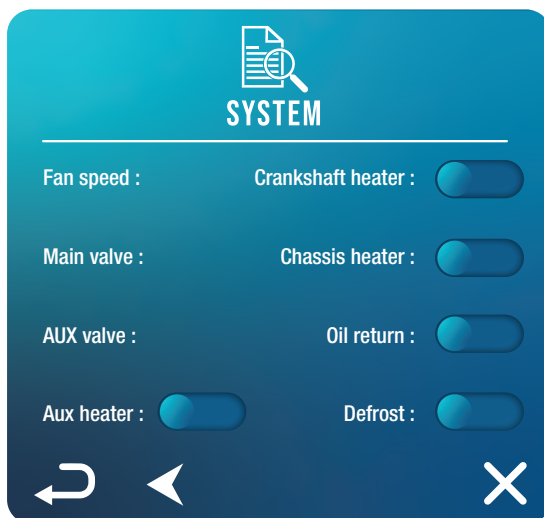 SYSTEM
Fan speed : Crankshaft heater :
Main valve : Chassis heater :
AUX valve : Oil return :
Aux heater : Defrost :